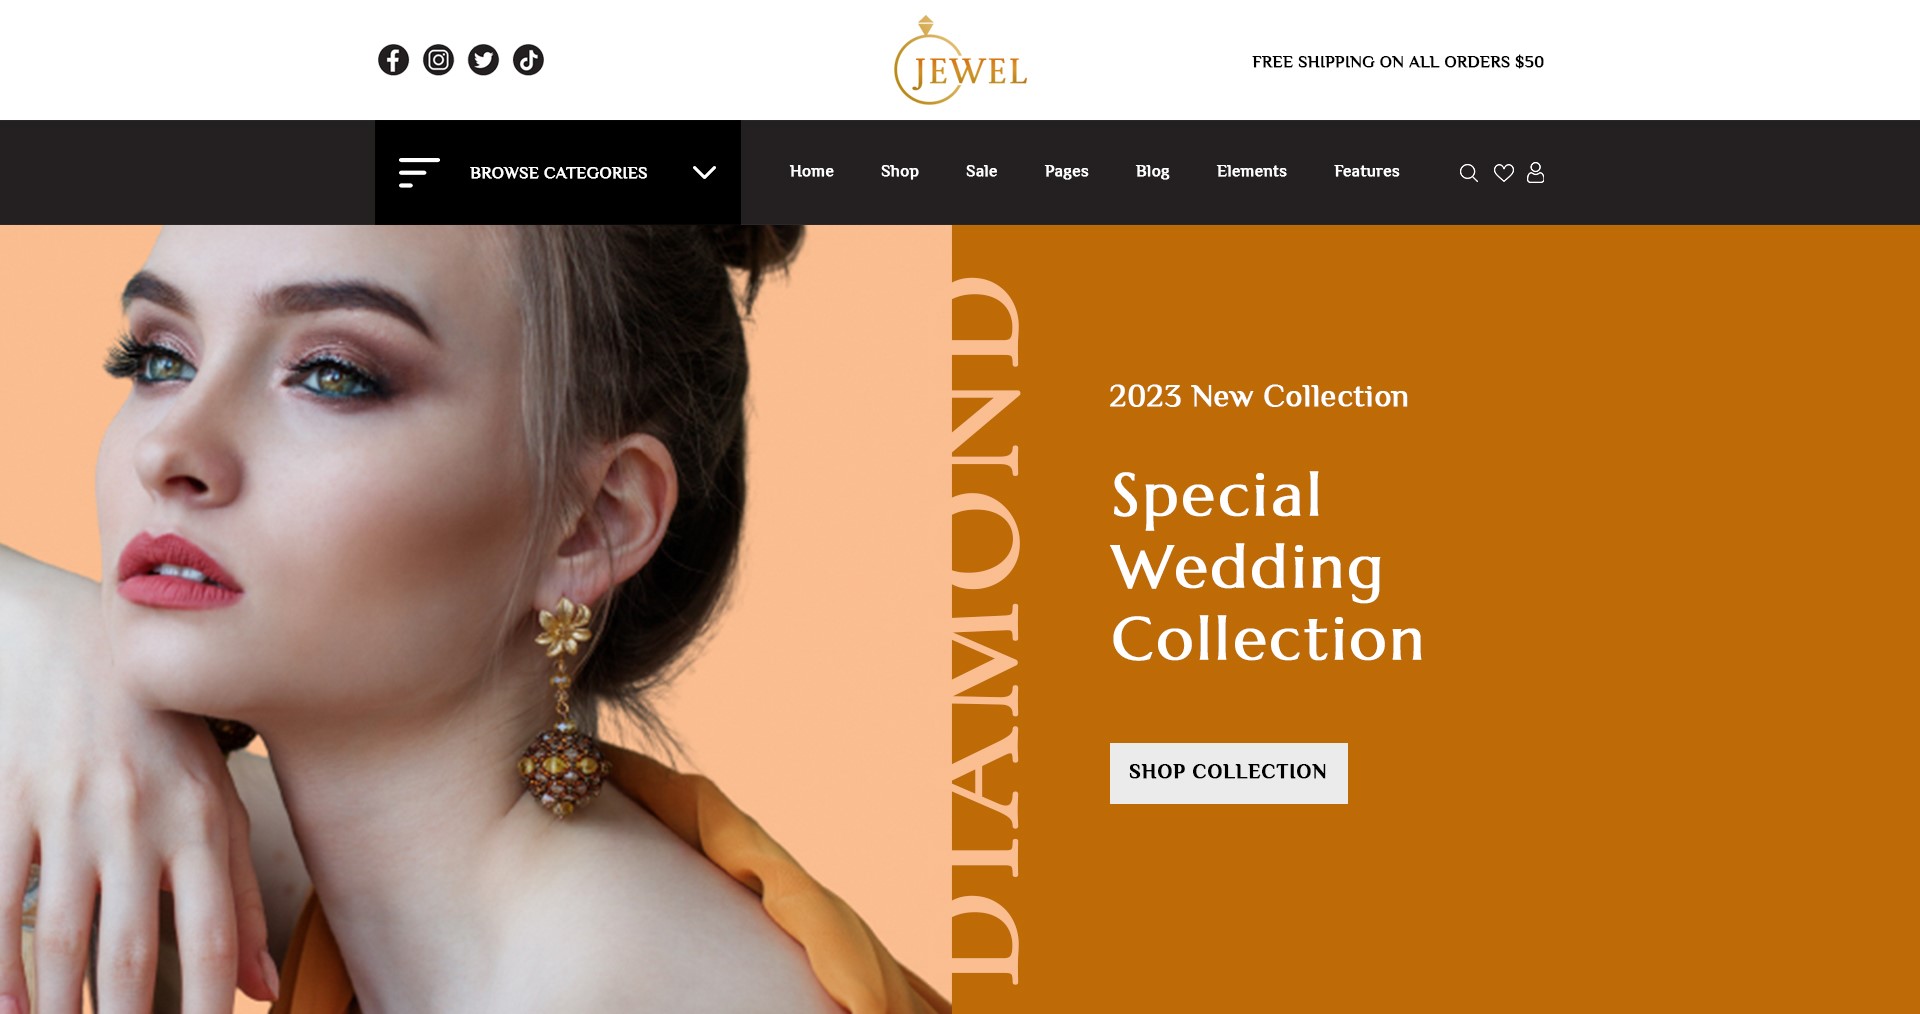 JEWEL
FREE SHIPPING ON ALL ORDERS $50
BROWSE CATEGORIES
Home
Shop
Sale
Pages
Blog
Elements
Features
DIAMOND
2023 New Collection
Special
Wedding
Collection
SHOP COLLECTION